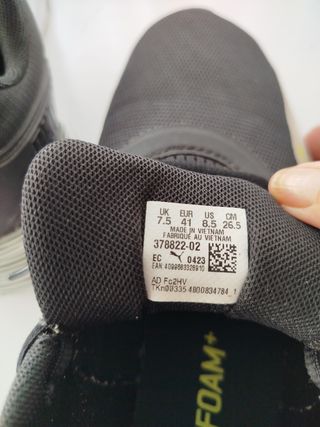 UK EUR US CM
7.5 41 8.5 26.5
MADE IN VIETNAM
FABRIQUÉ AU VIETNAM
378822-02
EC 0423
AD Fc2HV
FOAM+